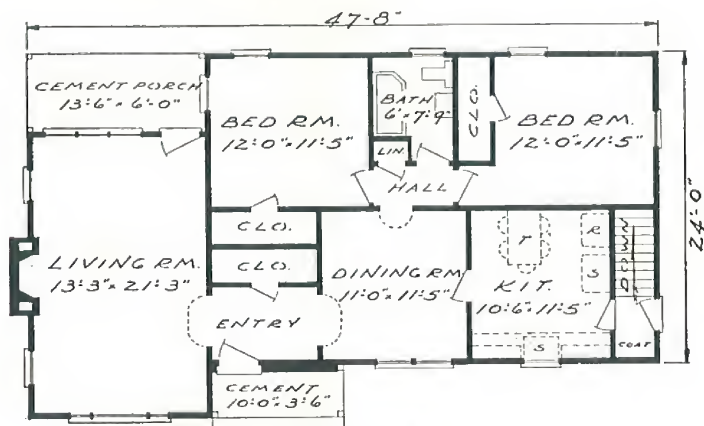 47'-8"
CEMENT PORCH
13'-6" x 6'-0"
BED RM.
12'-0" x 11'-5"
BATH
6' x 7'-9"
CLO.
BED RM.
12'-0" x 11'-5"
LIN.
HALL
24'-0"
CLO.
CLO.
LIVING RM.
13'-3" x 21'-3"
DINING RM.
11'-0" x 11'-5"
T
R
S
KIT.
10'-6" x 11'-5"
DOWN
ENTRY
S
COAT
CEMENT
10'-0" x 3'-6"